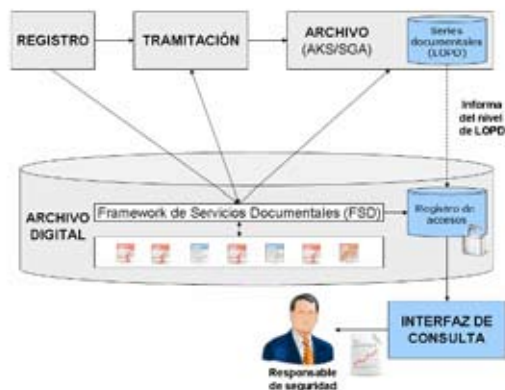 REGISTRO
TRAMITACIÓN
ARCHIVO
(AKS/SGA)
Series
documentales
(LOPD)
Informa
del nivel
de LOPD
ARCHIVO
DIGITAL
Framework de Servicios Documentales (FSD)
Registro de
accesos
INTERFAZ DE
CONSULTA
Responsable
de seguridad